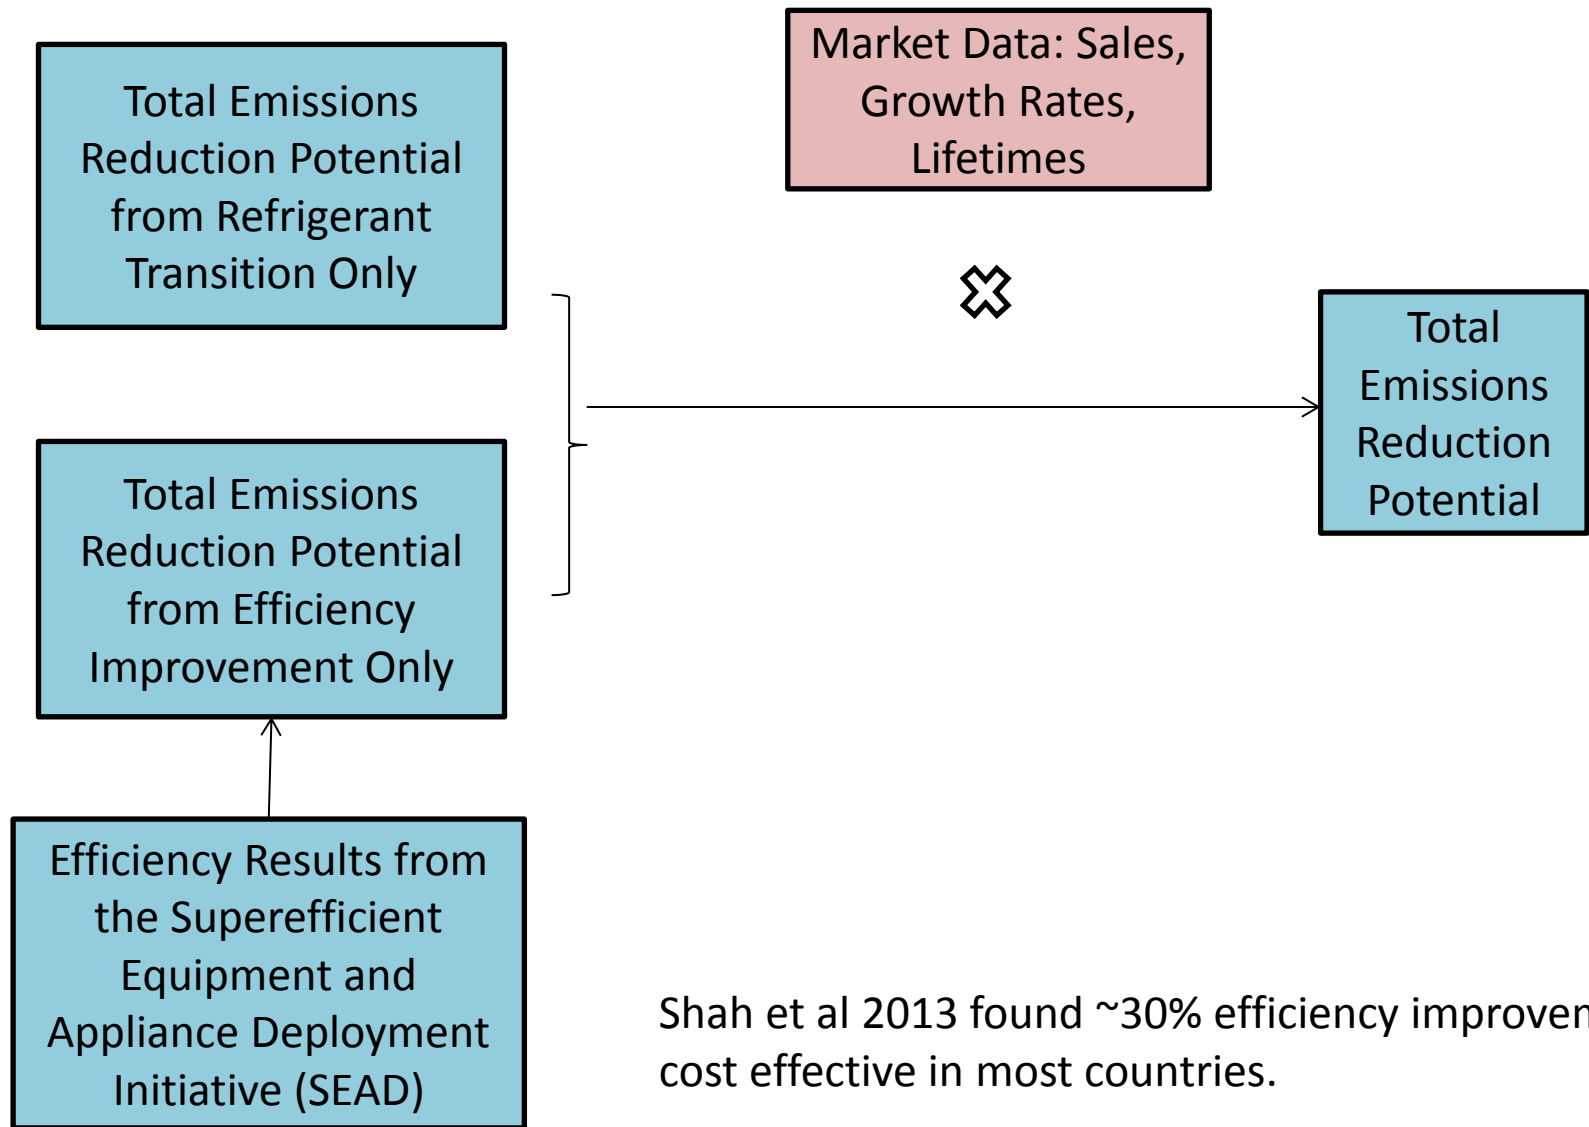 Total Emissions
Reduction Potential
from Refrigerant
Transition Only
Market Data: Sales,
Growth Rates,
Lifetimes
Total
Emissions
Reduction
Potential
Total Emissions
Reduction Potential
from Efficiency
Improvement Only
Efficiency Results from
the Superefficient
Equipment and
Appliance Deployment
Initiative (SEAD)
Shah et al 2013 found ~30% efficiency
cost effective in most countries.